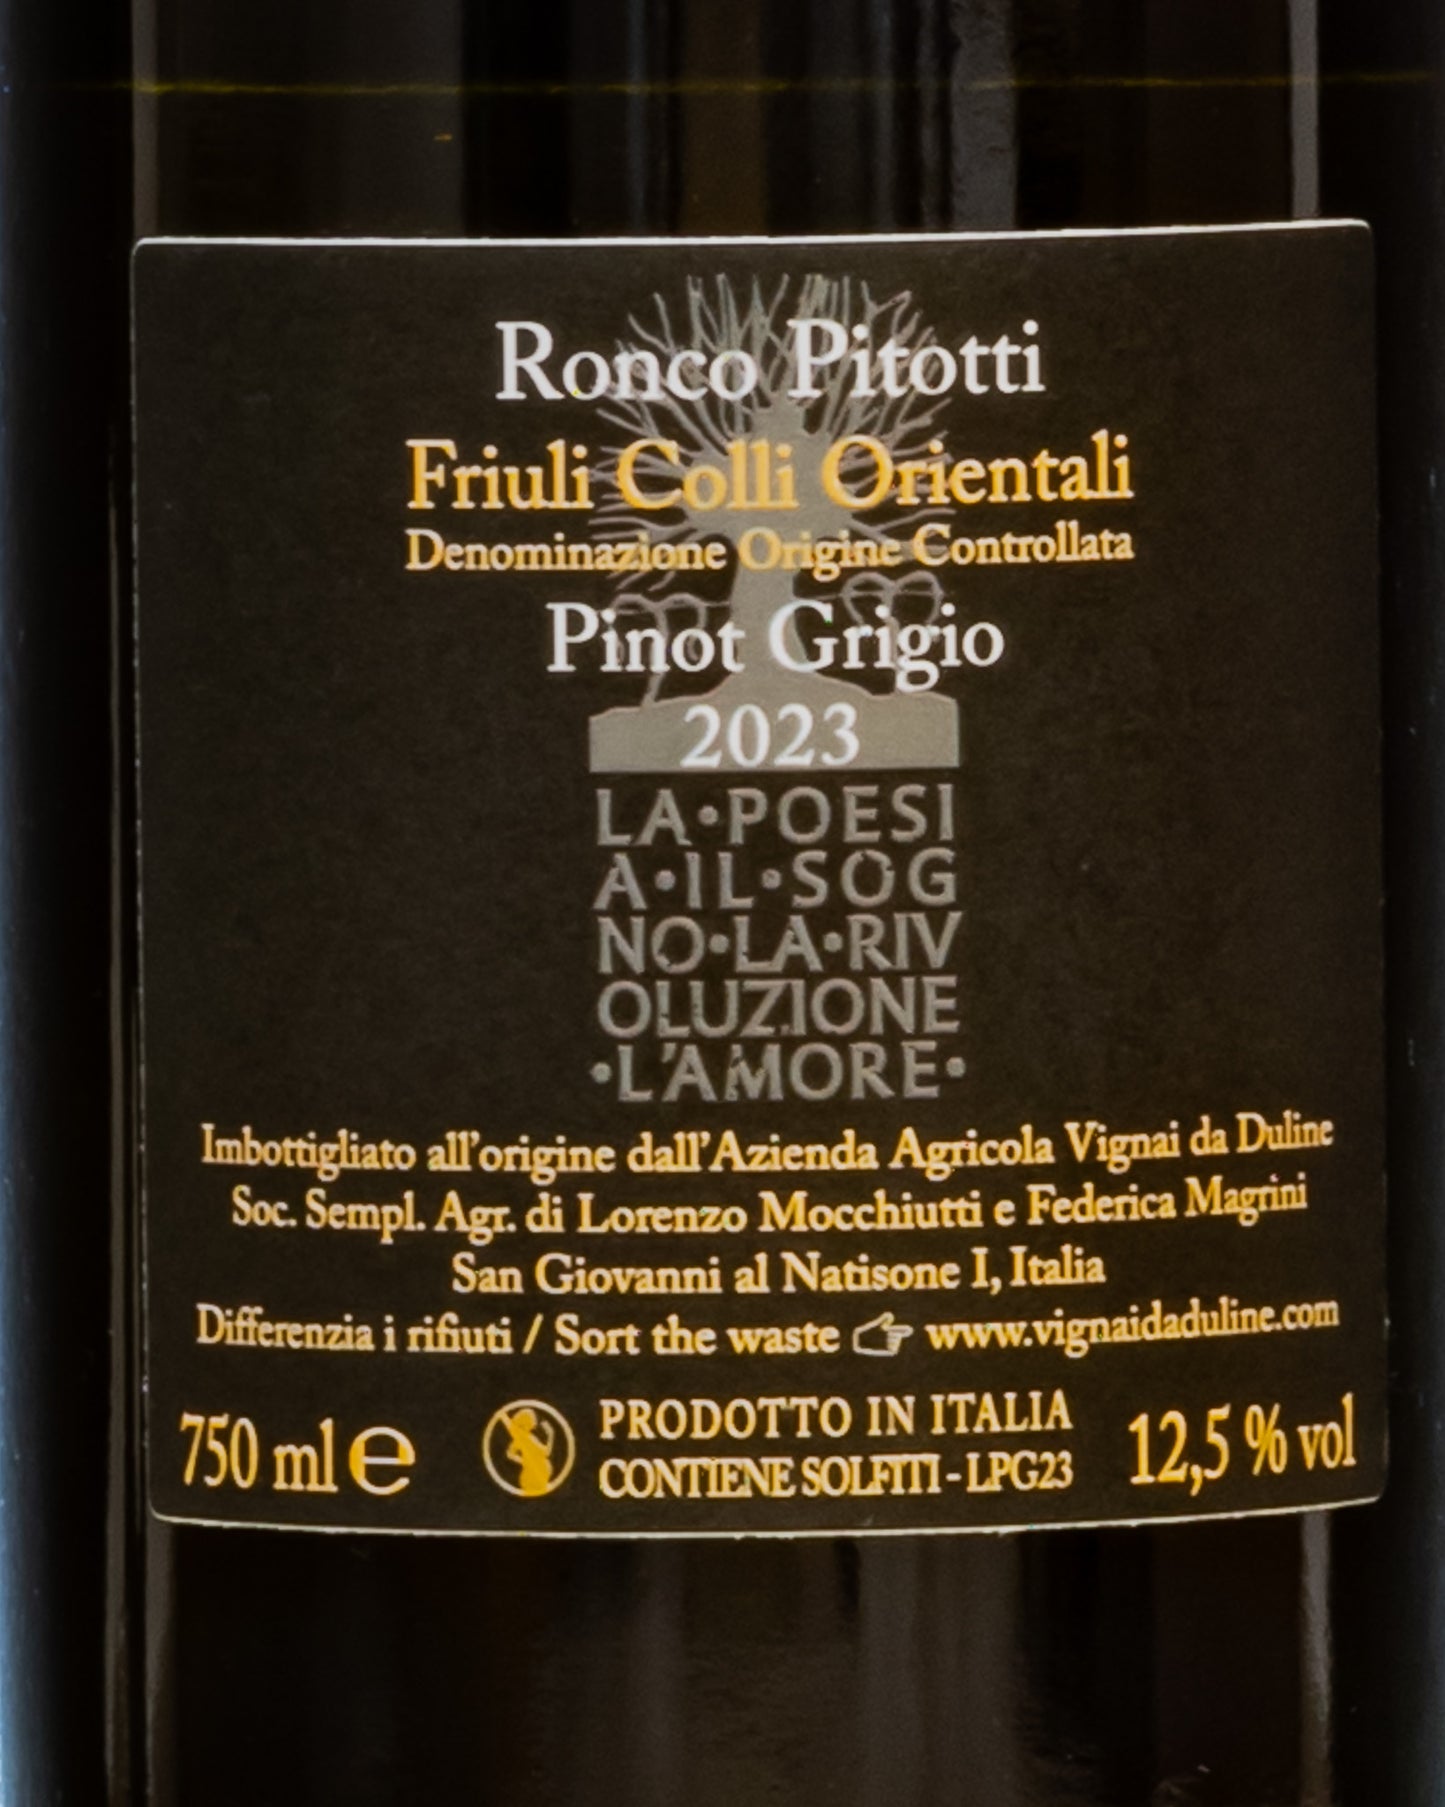 Ronco Pitotti
Friuli Colli Orientali
Denominazione Origine Controllata
Pinot Grigio
2023
LA·POESI
A·IL·SOG
NO·LA·RIV
OLUZIONE
·L'AMORE·
Imbottigliato all'origine dall'Azienda Agricola Vignai da Duline
Soc. Sempl. Agr. di Lorenzo Mocchiutti e Federica Magrini
San Giovanni al Natisone I, Italia
Differenzia i rifiuti / Sort the waste 👉 www.vignaidaduline.com
750 ml e
PRODOTTO IN ITALIA
CONTIENE SOLFITI - LPG23
12,5 % vol